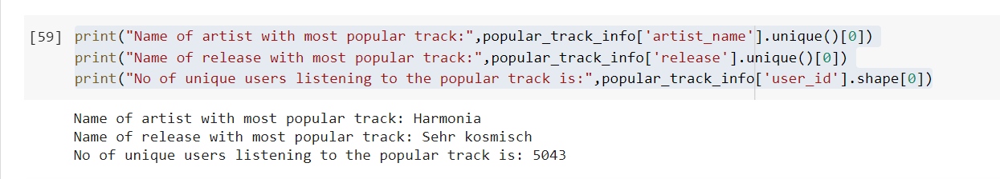 [59] print("Name of artist with most popular track:",popular_track_info['artist_name'].unique()[0])
print("Name of release with most popular track:",popular_track_info['release'].unique()[0])
print("No of unique users listening to the popular track is:",popular_track_info['user_id'].shape[0])
Name of artist with most popular track: Harmonia
Name of release with most popular track: Sehr kosmisch
No of unique users listening to the popular track is: 5043